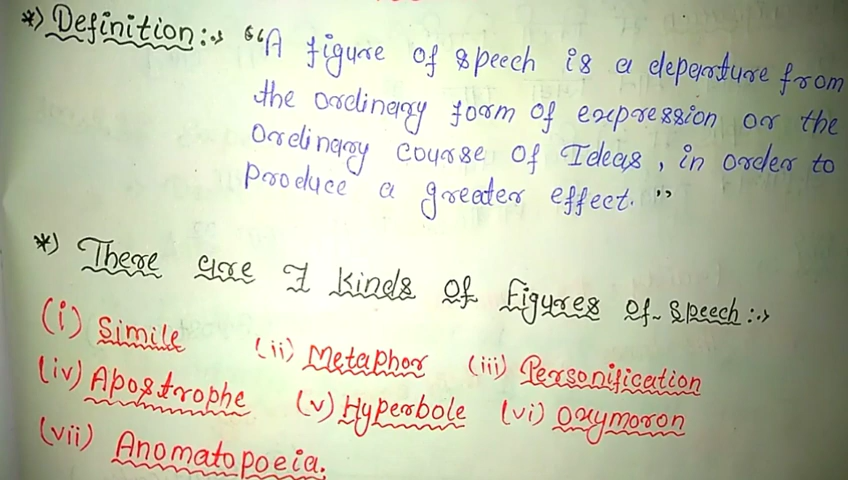 *) Definition:→ "A figure of speech is a departure from
the ordinary form of expression or the
ordinary course of Ideas, in order to
produce a greater effect."
*) There are 7 kinds of figures of speech:→
(i) Simile (ii) Metaphor (iii) Personification
(iv) Apostrophe (v) Hyperbole (vi) Oxymoron
(vii) Anomatopoeia.